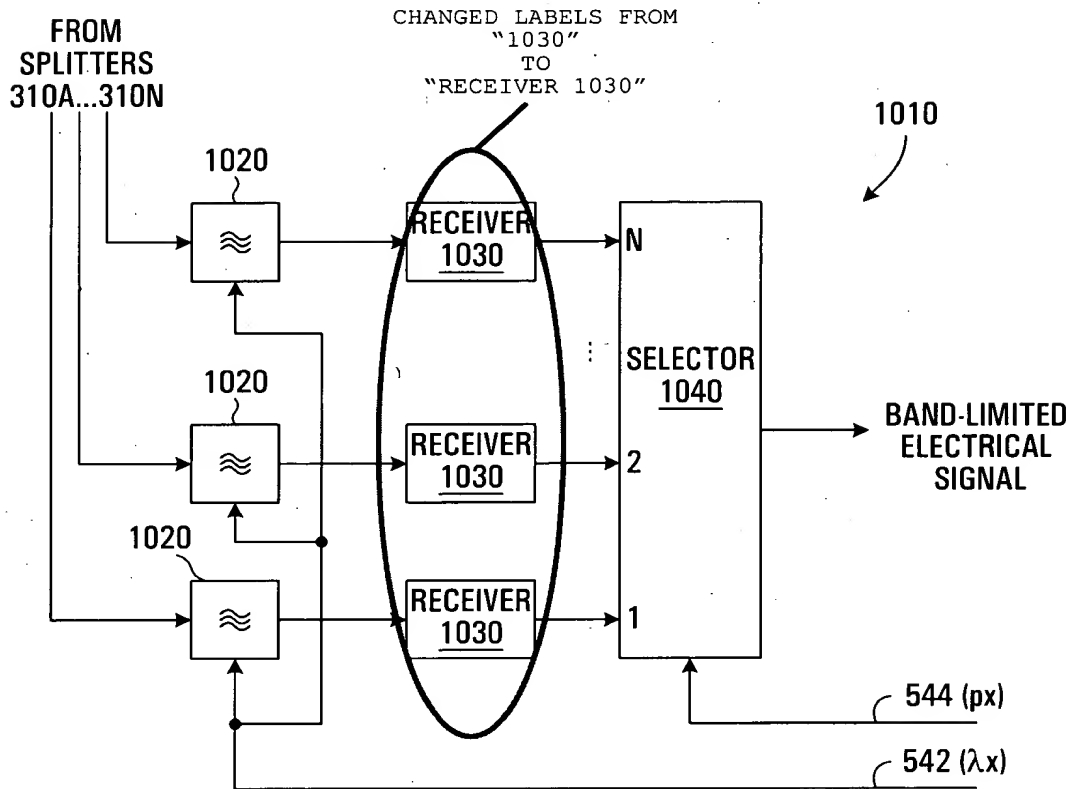 CHANGED LABELS FROM
"1030"
TO
"RECEIVER 1030"
FROM
SPLITTERS
310A...310N
1010
1020
RECEIVER
1030
N
⋮
SELECTOR
1040
1020
RECEIVER
1030
2
BAND-LIMITED
ELECTRICAL
SIGNAL
1020
RECEIVER
1030
1
544 (px)
542 (λx)